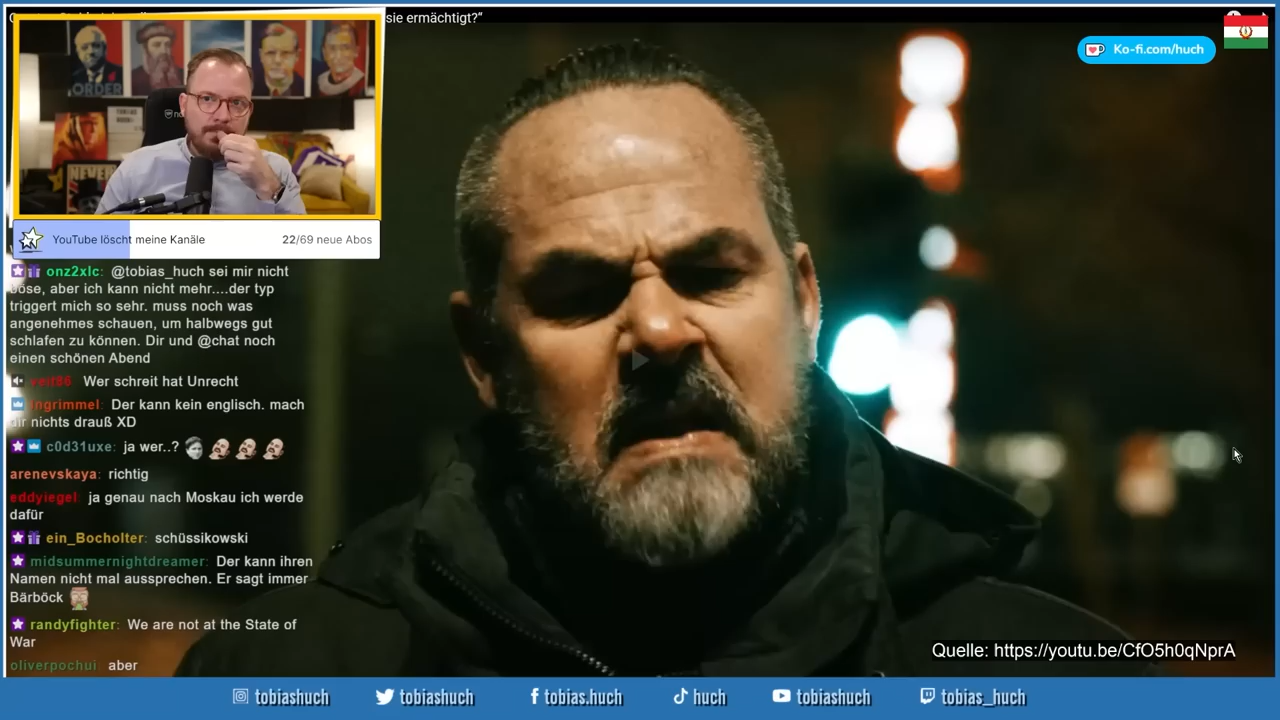 sie ermächtigt?“
Ko-fi.com/huch
ORDER
NEVER
YouTube löscht meine Kanäle
22/69 neue Abos
onz2xlc: @tobias_huch sei mir nicht
böse, aber ich kann nicht mehr....der typ
triggert mich so sehr. muss noch was
angenehmes schauen, um halbwegs gut
schlafen zu können. Dir und @chat noch
einen schönen Abend
Wer schreit hat Unrecht
ingrimmel: Der kann kein englisch. mach
dir nichts drauß XD
c0d31uxe: ja wer..?
arenevskaya: richtig
eddyiegel: ja genau nach Moskau ich werde
dafür
ein_Bocholter: schüssikowski
midsummernightdreamer: Der kann ihren
Namen nicht mal aussprechen. Er sagt immer
Bärböck
randyfighter: We are not at the State of
War
oliverpochui: aber
Quelle: https://youtu.be/CfO5h0qNprA
tobiashuch
tobiashuch
tobias.huch
huch
tobiashuch
tobias_huch